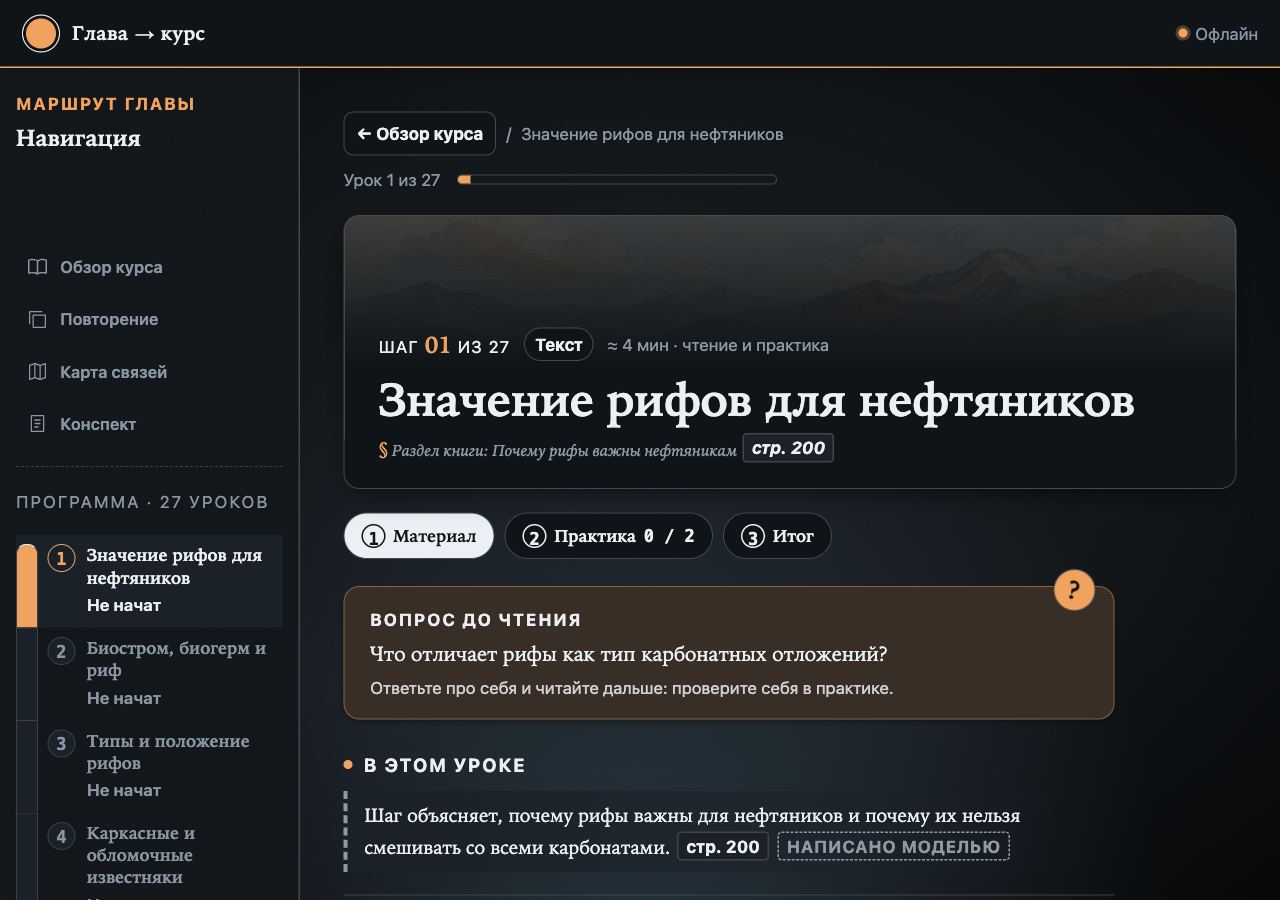 Глава → курс
Офлайн
МАРШРУТ ГЛАВЫ
Навигация
Обзор курса
Повторение
Карта связей
Конспект
ПРОГРАММА · 27 УРОКОВ
1 Значение рифов для
нефтяников
Не начат
2 Биостром, биогерм и
риф
Не начат
3 Типы и положение
рифов
Не начат
4 Каркасные и
обломочные
известняки
← Обзор курса / Значение рифов для нефтяников
Урок 1 из 27
ШАГ 01 ИЗ 27 Текст ≈ 4 мин · чтение и практика
Значение рифов для нефтяников
§ Раздел книги: Почему рифы важны нефтяникам стр. 200
1 Материал 2 Практика 0 / 2 3 Итог
?
ВОПРОС ДО ЧТЕНИЯ
Что отличает рифы как тип карбонатных отложений?
Ответьте про себя и читайте дальше: проверите себя в практике.
В ЭТОМ УРОКЕ
Шаг объясняет, почему рифы важны для нефтяников и почему их нельзя
смешивать со всеми карбонатами. стр. 200 НАПИСАНО МОДЕЛЬЮ